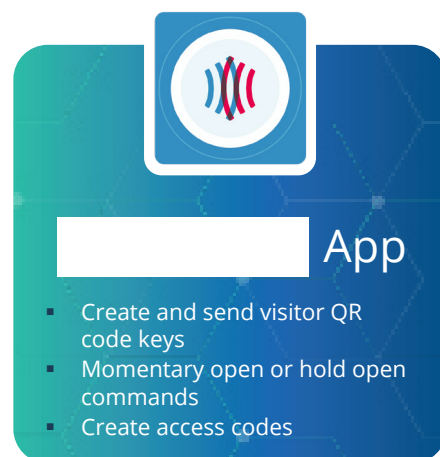 App
Create and send visitor QR
code keys
Momentary open or hold open
commands
Create access codes